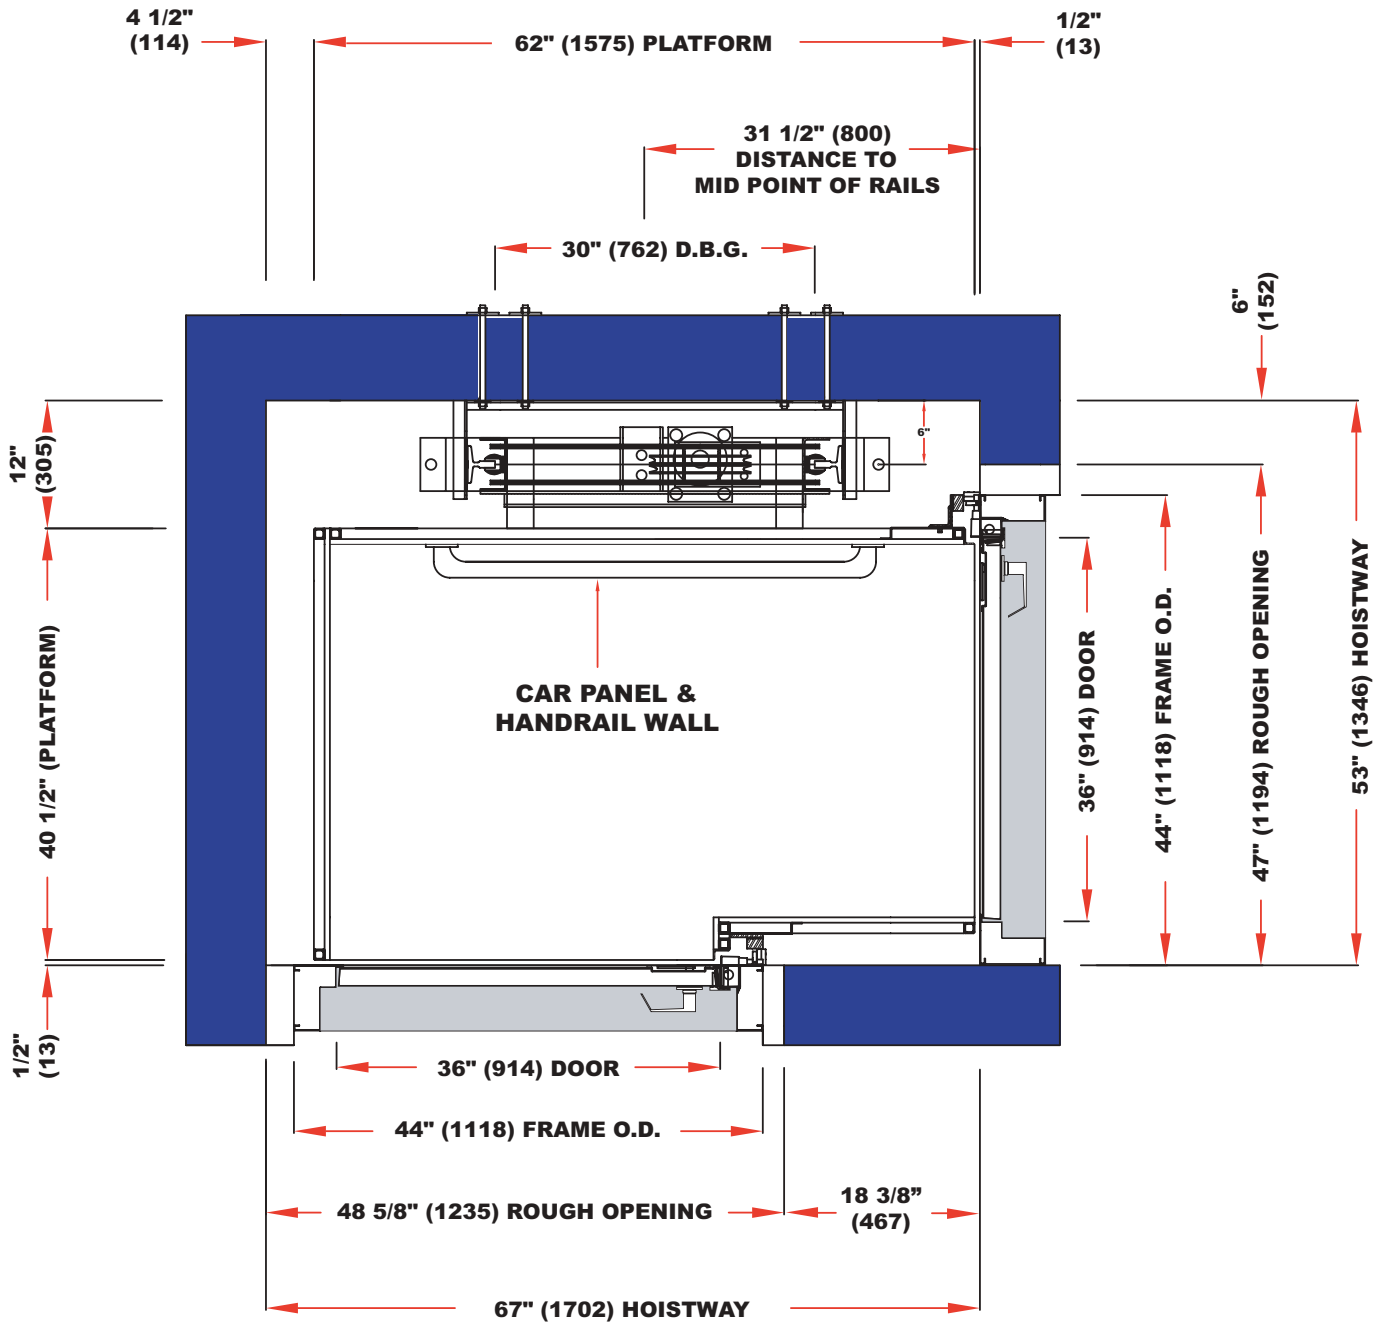 4 1/2"
(114)
62" (1575) PLATFORM
1/2"
(13)
31 1/2" (800)
DISTANCE TO
MID POINT OF RAILS
30" (762) D.B.G.
6"
(152)
12"
(305)
6"
40 1/2" (PLATFORM)
CAR PANEL &
HANDRAIL WALL
36" (914) DOOR
44" (1118) FRAME O.D.
47" (1194) ROUGH OPENING
53" (1346) HOISTWAY
1/2"
(13)
36" (914) DOOR
44" (1118) FRAME O.D.
48 5/8" (1235) ROUGH OPENING
18 3/8”
(467)
67" (1702) HOISTWAY